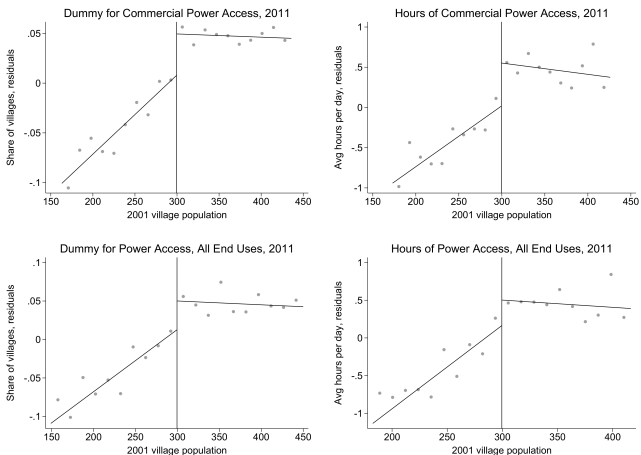 Dummy for Commercial Power Access, 2011
Share of villages, residuals
.05
0
-.05
-.1
150 200 250 300 350 400 450
2001 village population
Hours of Commercial Power Access, 2011
Avg hours per day, residuals
1
.5
0
-.5
-1
150 200 250 300 350 400 450
2001 village population
Dummy for Power Access, All End Uses, 2011
Share of villages, residuals
.1
.05
0
-.05
-.1
150 200 250 300 350 400 450
2001 village population
Hours of Power Access, All End Uses, 2011
Avg hours per day, residuals
1
.5
0
-.5
-1
200 250 300 350 400
2001 village population